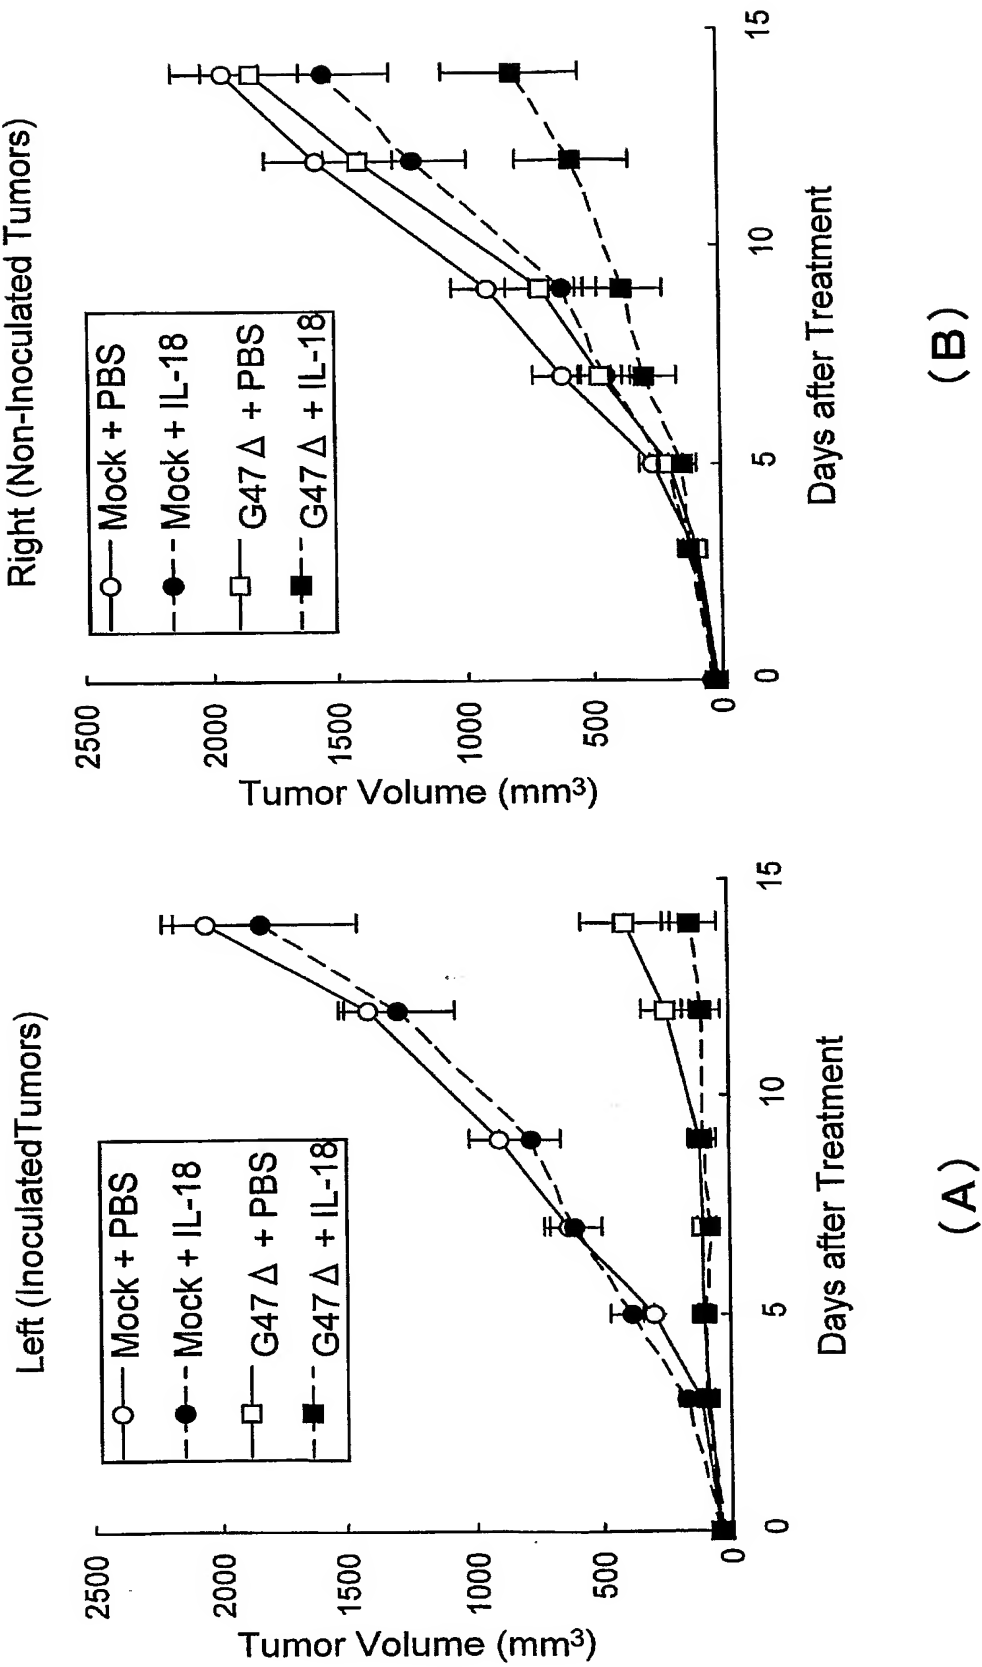 Left (InoculatedTumors)
Tumor Volume (mm³)
2500
2000
1500
1000
500
0
Mock + PBS
Mock + IL-18
G47 Δ + PBS
G47 Δ + IL-18
0
5
10
15
Days after Treatment
(A)
Right (Non-Inoculated Tumors)
Tumor Volume (mm³)
2500
2000
1500
1000
500
0
Mock + PBS
Mock + IL-18
G47 Δ + PBS
G47 Δ + IL-18
0
5
10
15
Days after Treatment
(B)